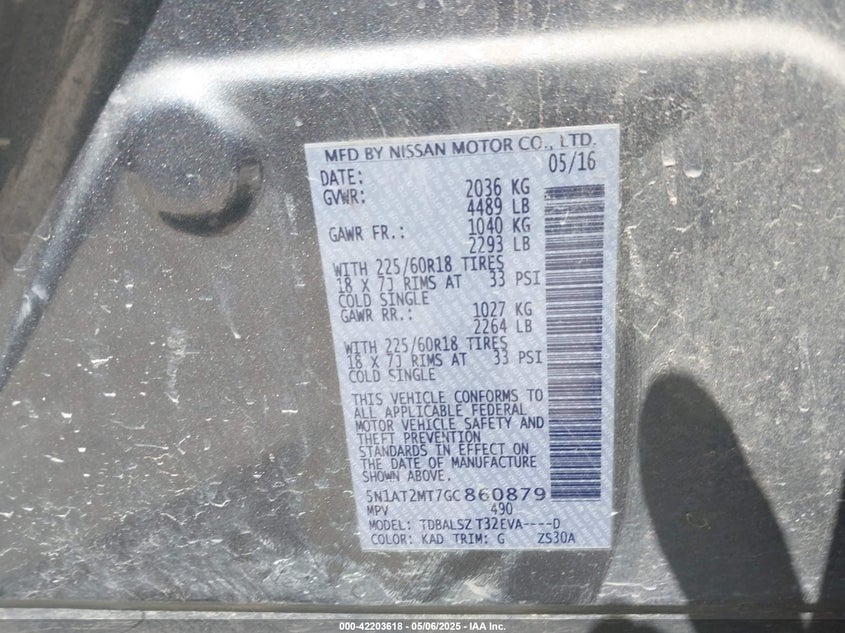 MFD BY NISSAN MOTOR CO., LTD.
DATE: 05/16
GVWR: 2036 KG
4489 LB
GAWR FR.: 1040 KG
2293 LB
WITH 225/60R18 TIRES
18 X 7J RIMS AT 33 PSI
COLD SINGLE
GAWR RR.: 1027 KG
2264 LB
WITH 225/60R18 TIRES
18 X 7J RIMS AT 33 PSI
COLD SINGLE
THIS VEHICLE CONFORMS TO
ALL APPLICABLE FEDERAL
MOTOR VEHICLE SAFETY AND
THEFT PREVENTION
STANDARDS IN EFFECT ON
THE DATE OF MANUFACTURE
SHOWN ABOVE.
5N1AT2MT7GC860879
MPV 490
MODEL: TDBALSZ T32EVA----D
COLOR: KAD TRIM: G ZS30A
000-42203618 - 05/06/2025 - IAA Inc.